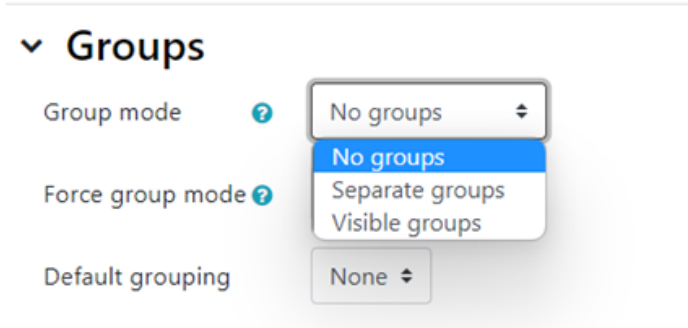 Groups
Group mode ? No groups
No groups
Separate groups
Force group mode ?
Visible groups
Default grouping None